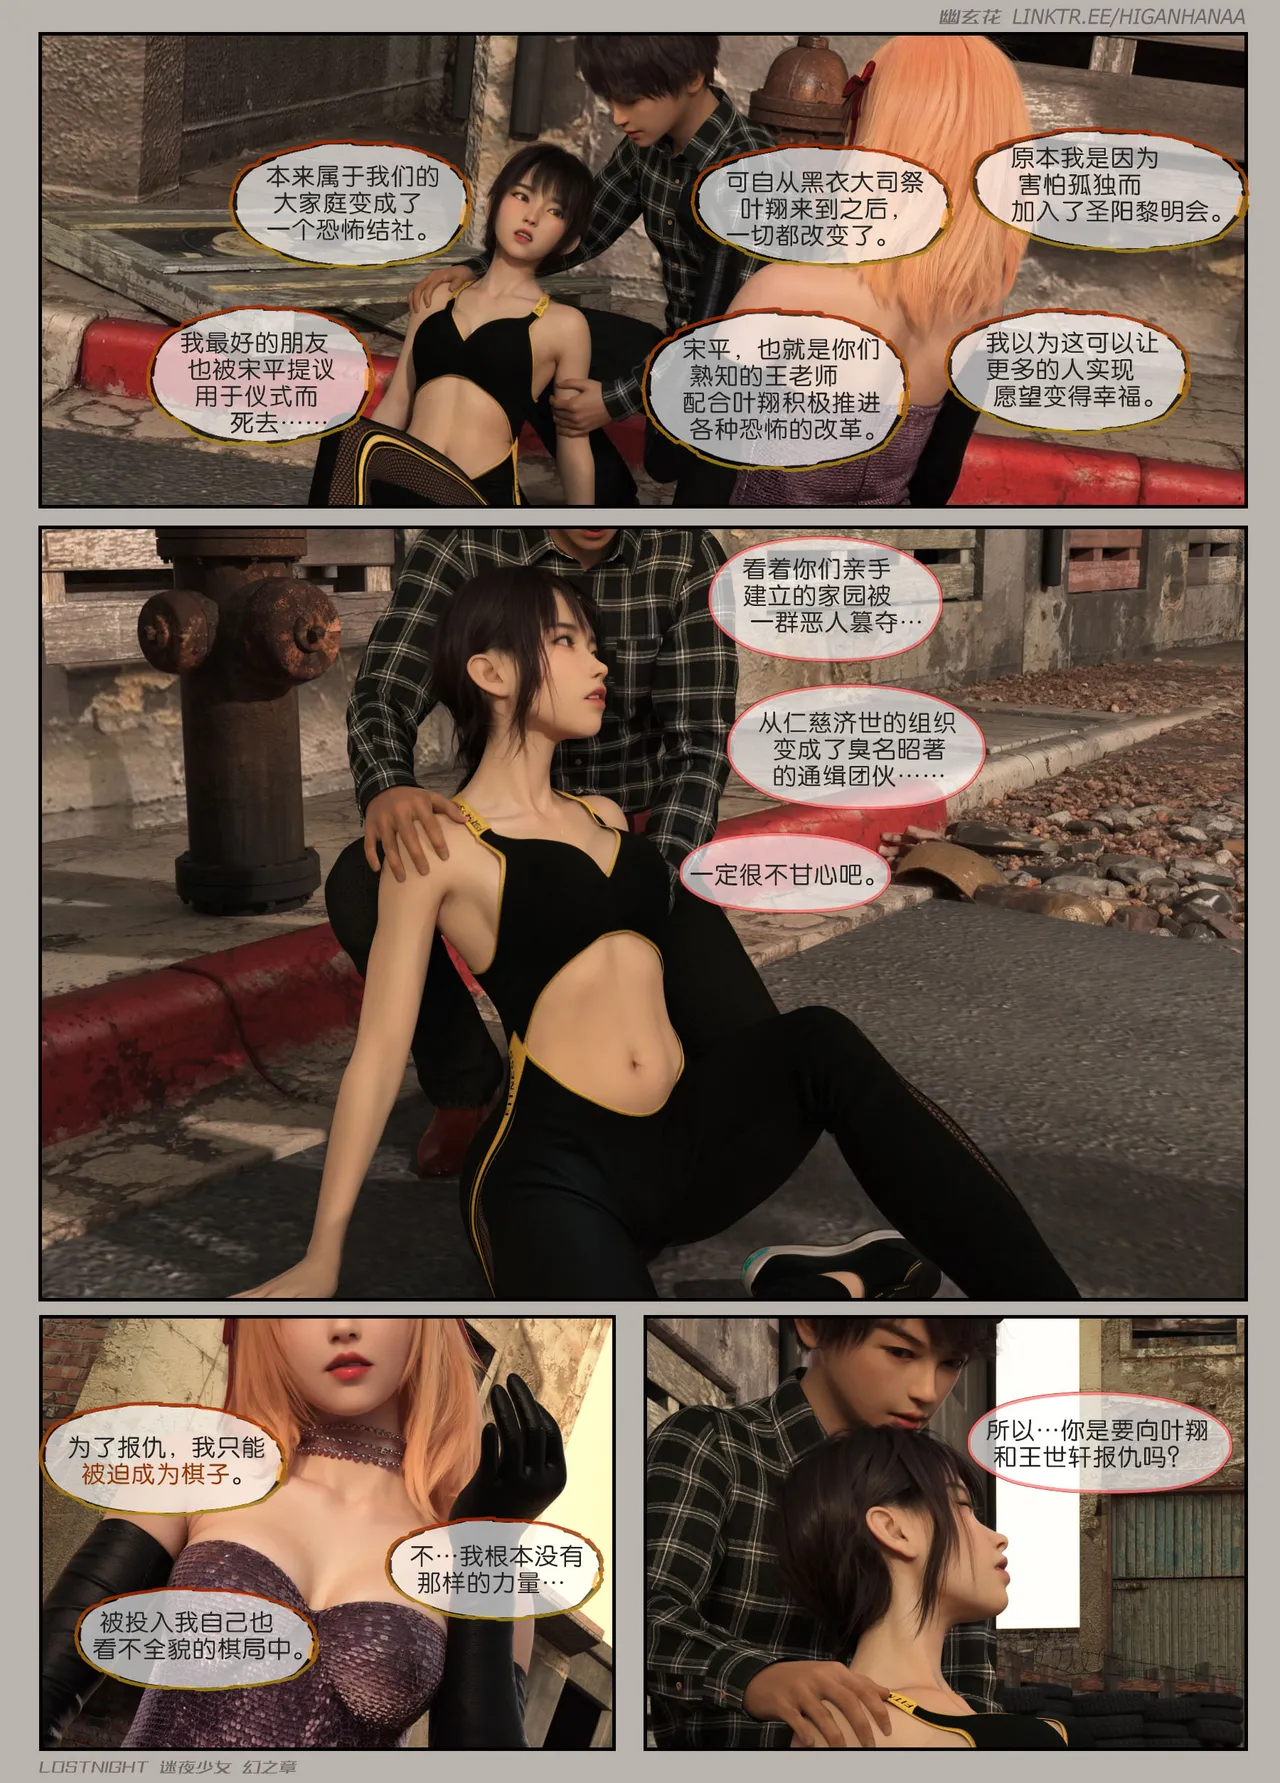 幽玄花 LINKTR.EE/HIGANHANAA
原本我是因为
害怕孤独而
加入了圣阳黎明会。
我以为这可以让
更多的人实现
愿望变得幸福。
可自从黑衣大司祭
叶翔来到之后，
一切都改变了。
宋平，也就是你们
熟知的王老师
配合叶翔积极推进
各种恐怖的改革。
本来属于我们的
大家庭变成了
一个恐怖结社。
我最好的朋友
也被宋平提议
用于仪式而
死去……
看着你们亲手
建立的家园被
一群恶人篡夺…
从仁慈济世的组织
变成了臭名昭著
的通缉团伙……
一定很不甘心吧。
为了报仇，我只能
被迫成为棋子。
不…我根本没有
那样的力量…
被投入我自己也
看不全貌的棋局中。
所以…你是要向叶翔
和王世轩报仇吗？
LOSTNIGHT 迷夜少女 幻之章